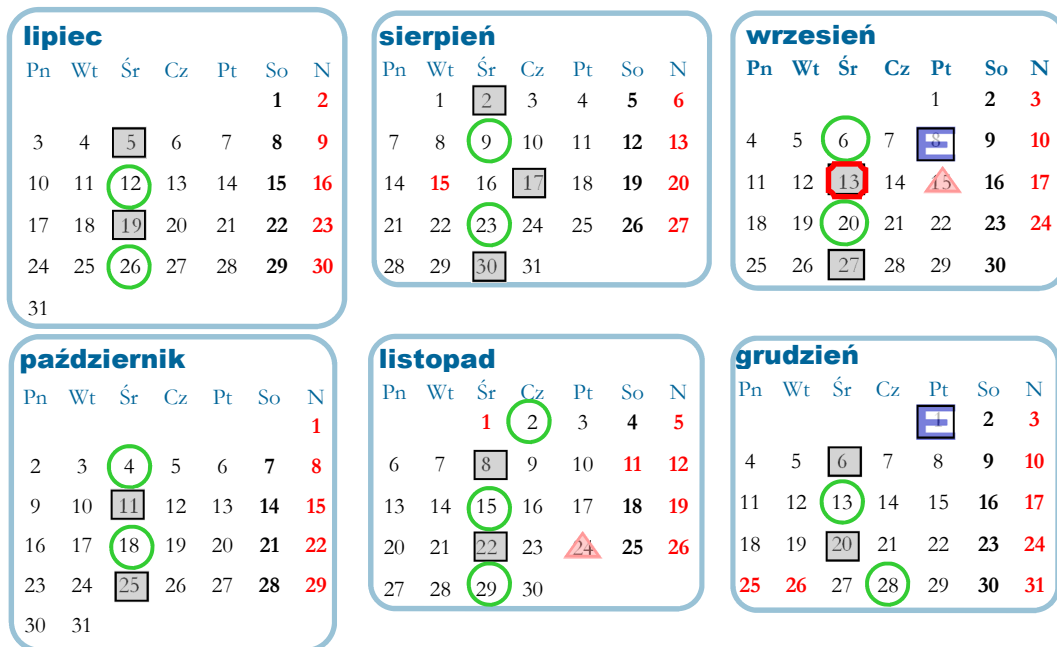 lipiec
Pn Wt Śr Cz Pt So N
1 2
3 4 5 6 7 8 9
10 11 12 13 14 15 16
17 18 19 20 21 22 23
24 25 26 27 28 29 30
31
sierpień
Pn Wt Śr Cz Pt So N
1 2 3 4 5 6
7 8 9 10 11 12 13
14 15 16 17 18 19 20
21 22 23 24 25 26 27
28 29 30 31
wrzesień
Pn Wt Śr Cz Pt So N
1 2 3
4 5 6 7 8 9 10
11 12 13 14 15 16 17
18 19 20 21 22 23 24
25 26 27 28 29 30
październik
Pn Wt Śr Cz Pt So N
1
2 3 4 5 6 7 8
9 10 11 12 13 14 15
16 17 18 19 20 21 22
23 24 25 26 27 28 29
30 31
listopad
Pn Wt Śr Cz Pt So N
1 2 3 4 5
6 7 8 9 10 11 12
13 14 15 16 17 18 19
20 21 22 23 24 25 26
27 28 29 30
grudzień
Pn Wt Śr Cz Pt So N
1 2 3
4 5 6 7 8 9 10
11 12 13 14 15 16 17
18 19 20 21 22 23 24
25 26 27 28 29 30 31